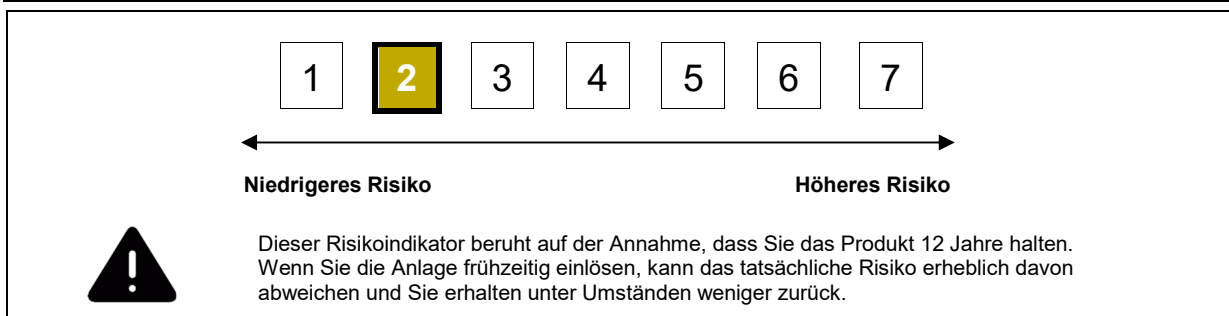 1 2 3 4 5 6 7
Niedrigeres Risiko Höheres Risiko
Dieser Risikoindikator beruht auf der Annahme, dass Sie das Produkt 12 Jahre halten.
Wenn Sie die Anlage frühzeitig einlösen, kann das tatsächliche Risiko erheblich davon
abweichen und Sie erhalten unter Umständen weniger zurück.